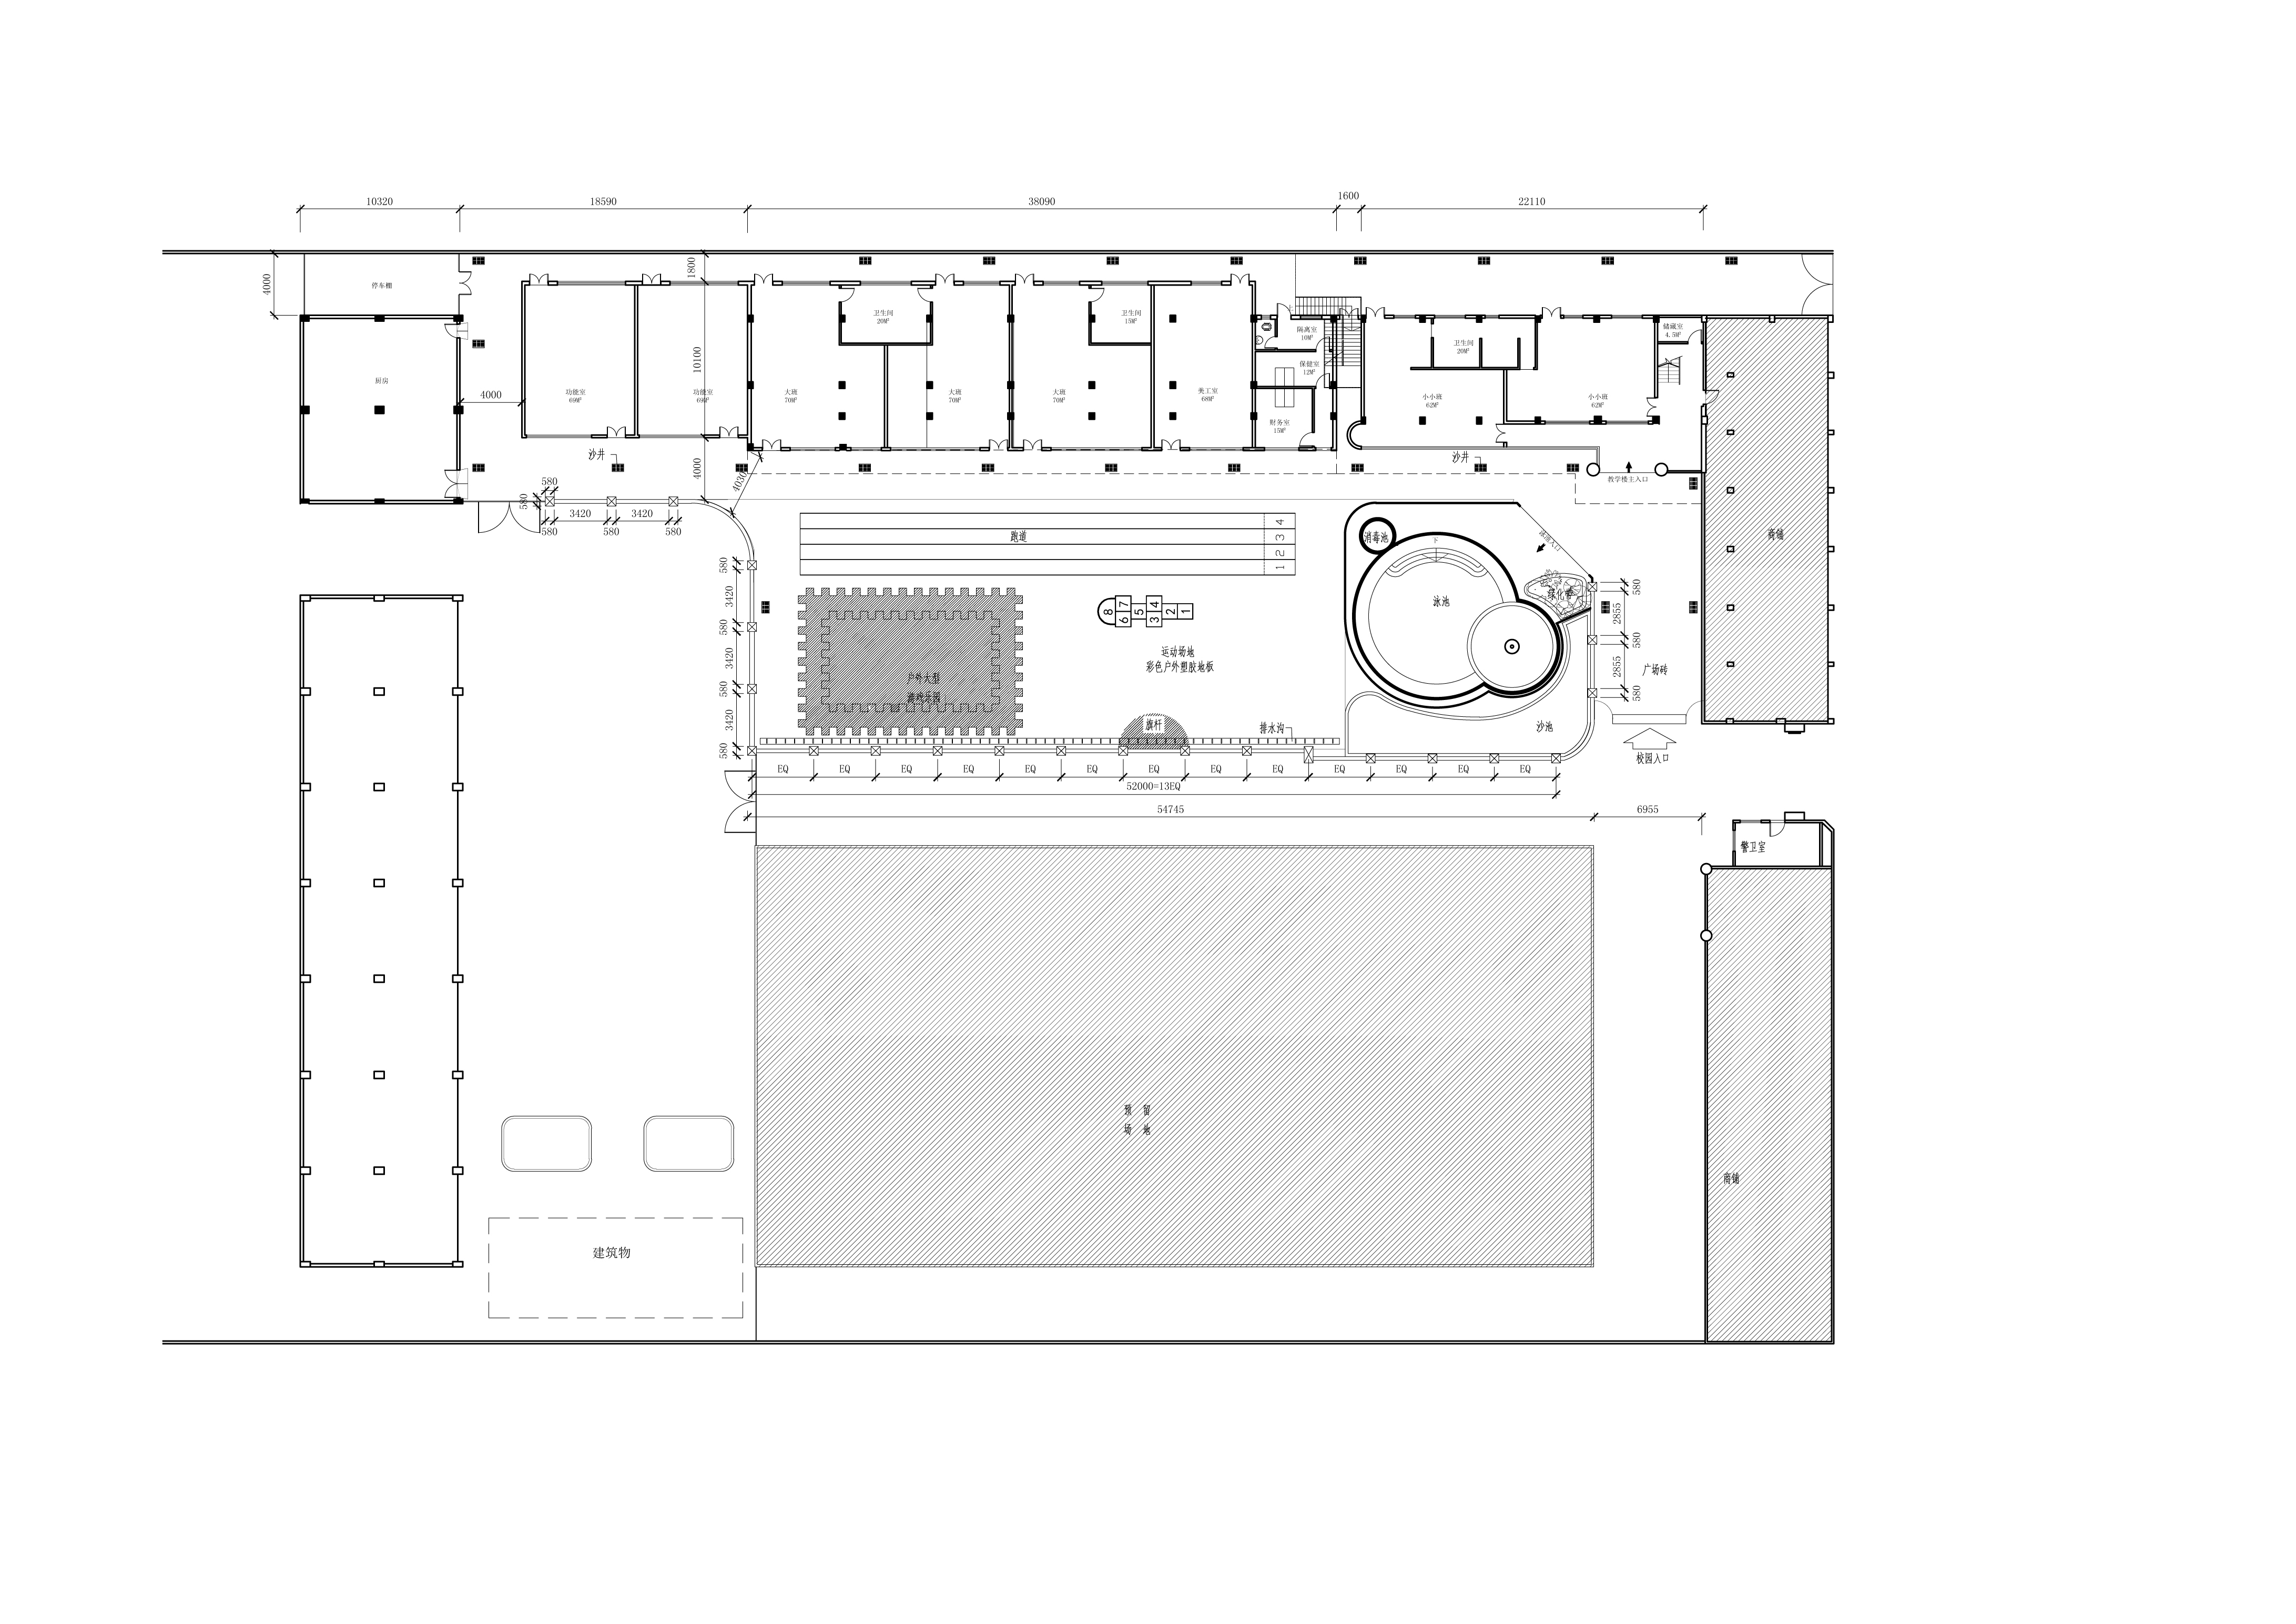 10320
18590
38090
1600
22110
4000
停车棚
1800
厨房
4000
功能室
69M²
10100
功能室
69M²
大班
70M²
卫生间
20M²
大班
70M²
大班
70M²
卫生间
15M²
美工室
68M²
隔离室
10M²
保健室
12M²
财务室
15M²
小小班
62M²
卫生间
20M²
小小班
62M²
储藏室
4.5M²
沙井
4000
4030
沙井
教学楼主入口
580
580
3420
3420
580
580
580
跑道
4
3
2
1
消毒池
下
泳池
绿化带
商铺
580
3420
580
3420
580
3420
580
户外大型
游戏乐园
8
7
6
5
4
3
2
1
运动场地
彩色户外塑胶地板
旗杆
排水沟
沙池
580
2855
580
2855
580
广场砖
校园入口
EQ
EQ
EQ
EQ
EQ
EQ
EQ
EQ
EQ
EQ
EQ
EQ
EQ
52000=13EQ
54745
6955
警卫室
预 留
场 地
商铺
建筑物